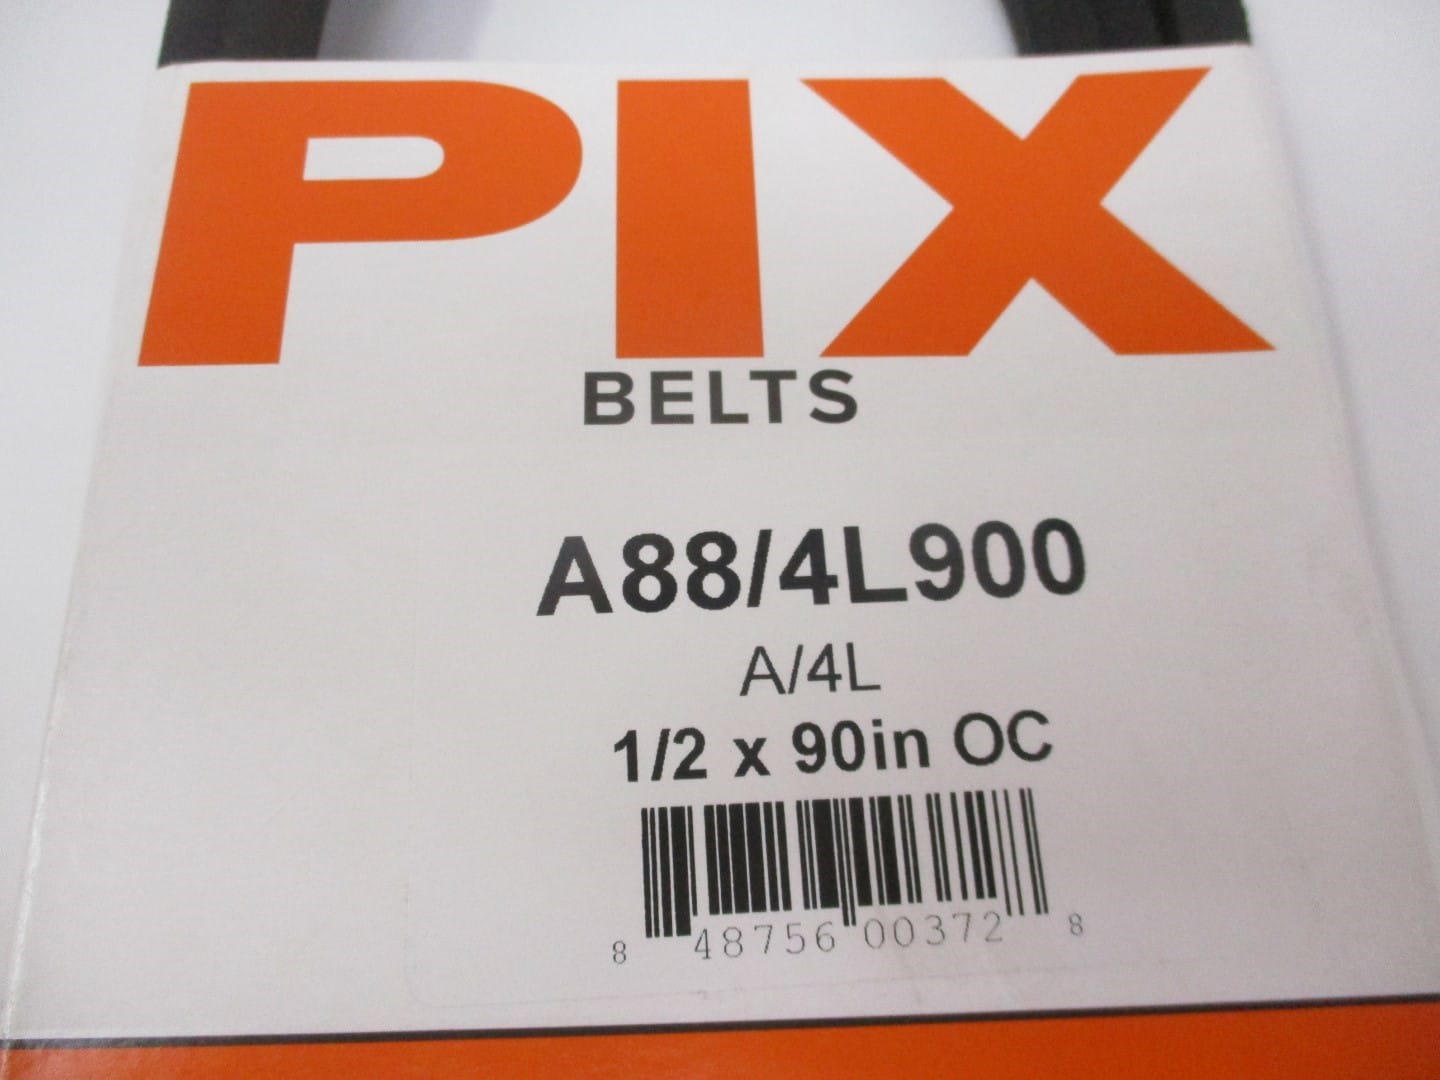 PIX
BELTS
A88/4L900
A/4L
1/2 x 90in OC
8 48756 00372 8